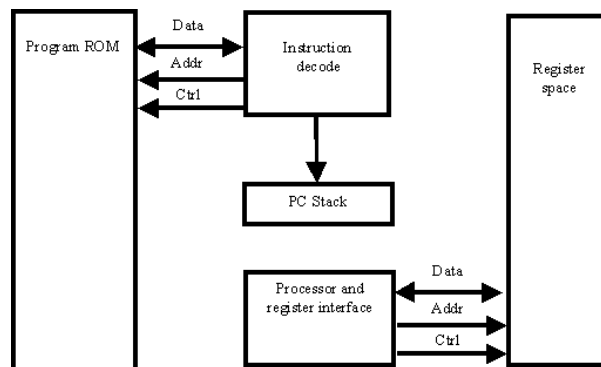 Program ROM
Data
Addr
Ctrl
Instruction
decode
Register
space
PC Stack
Processor and
register interface
Data
Addr
Ctrl